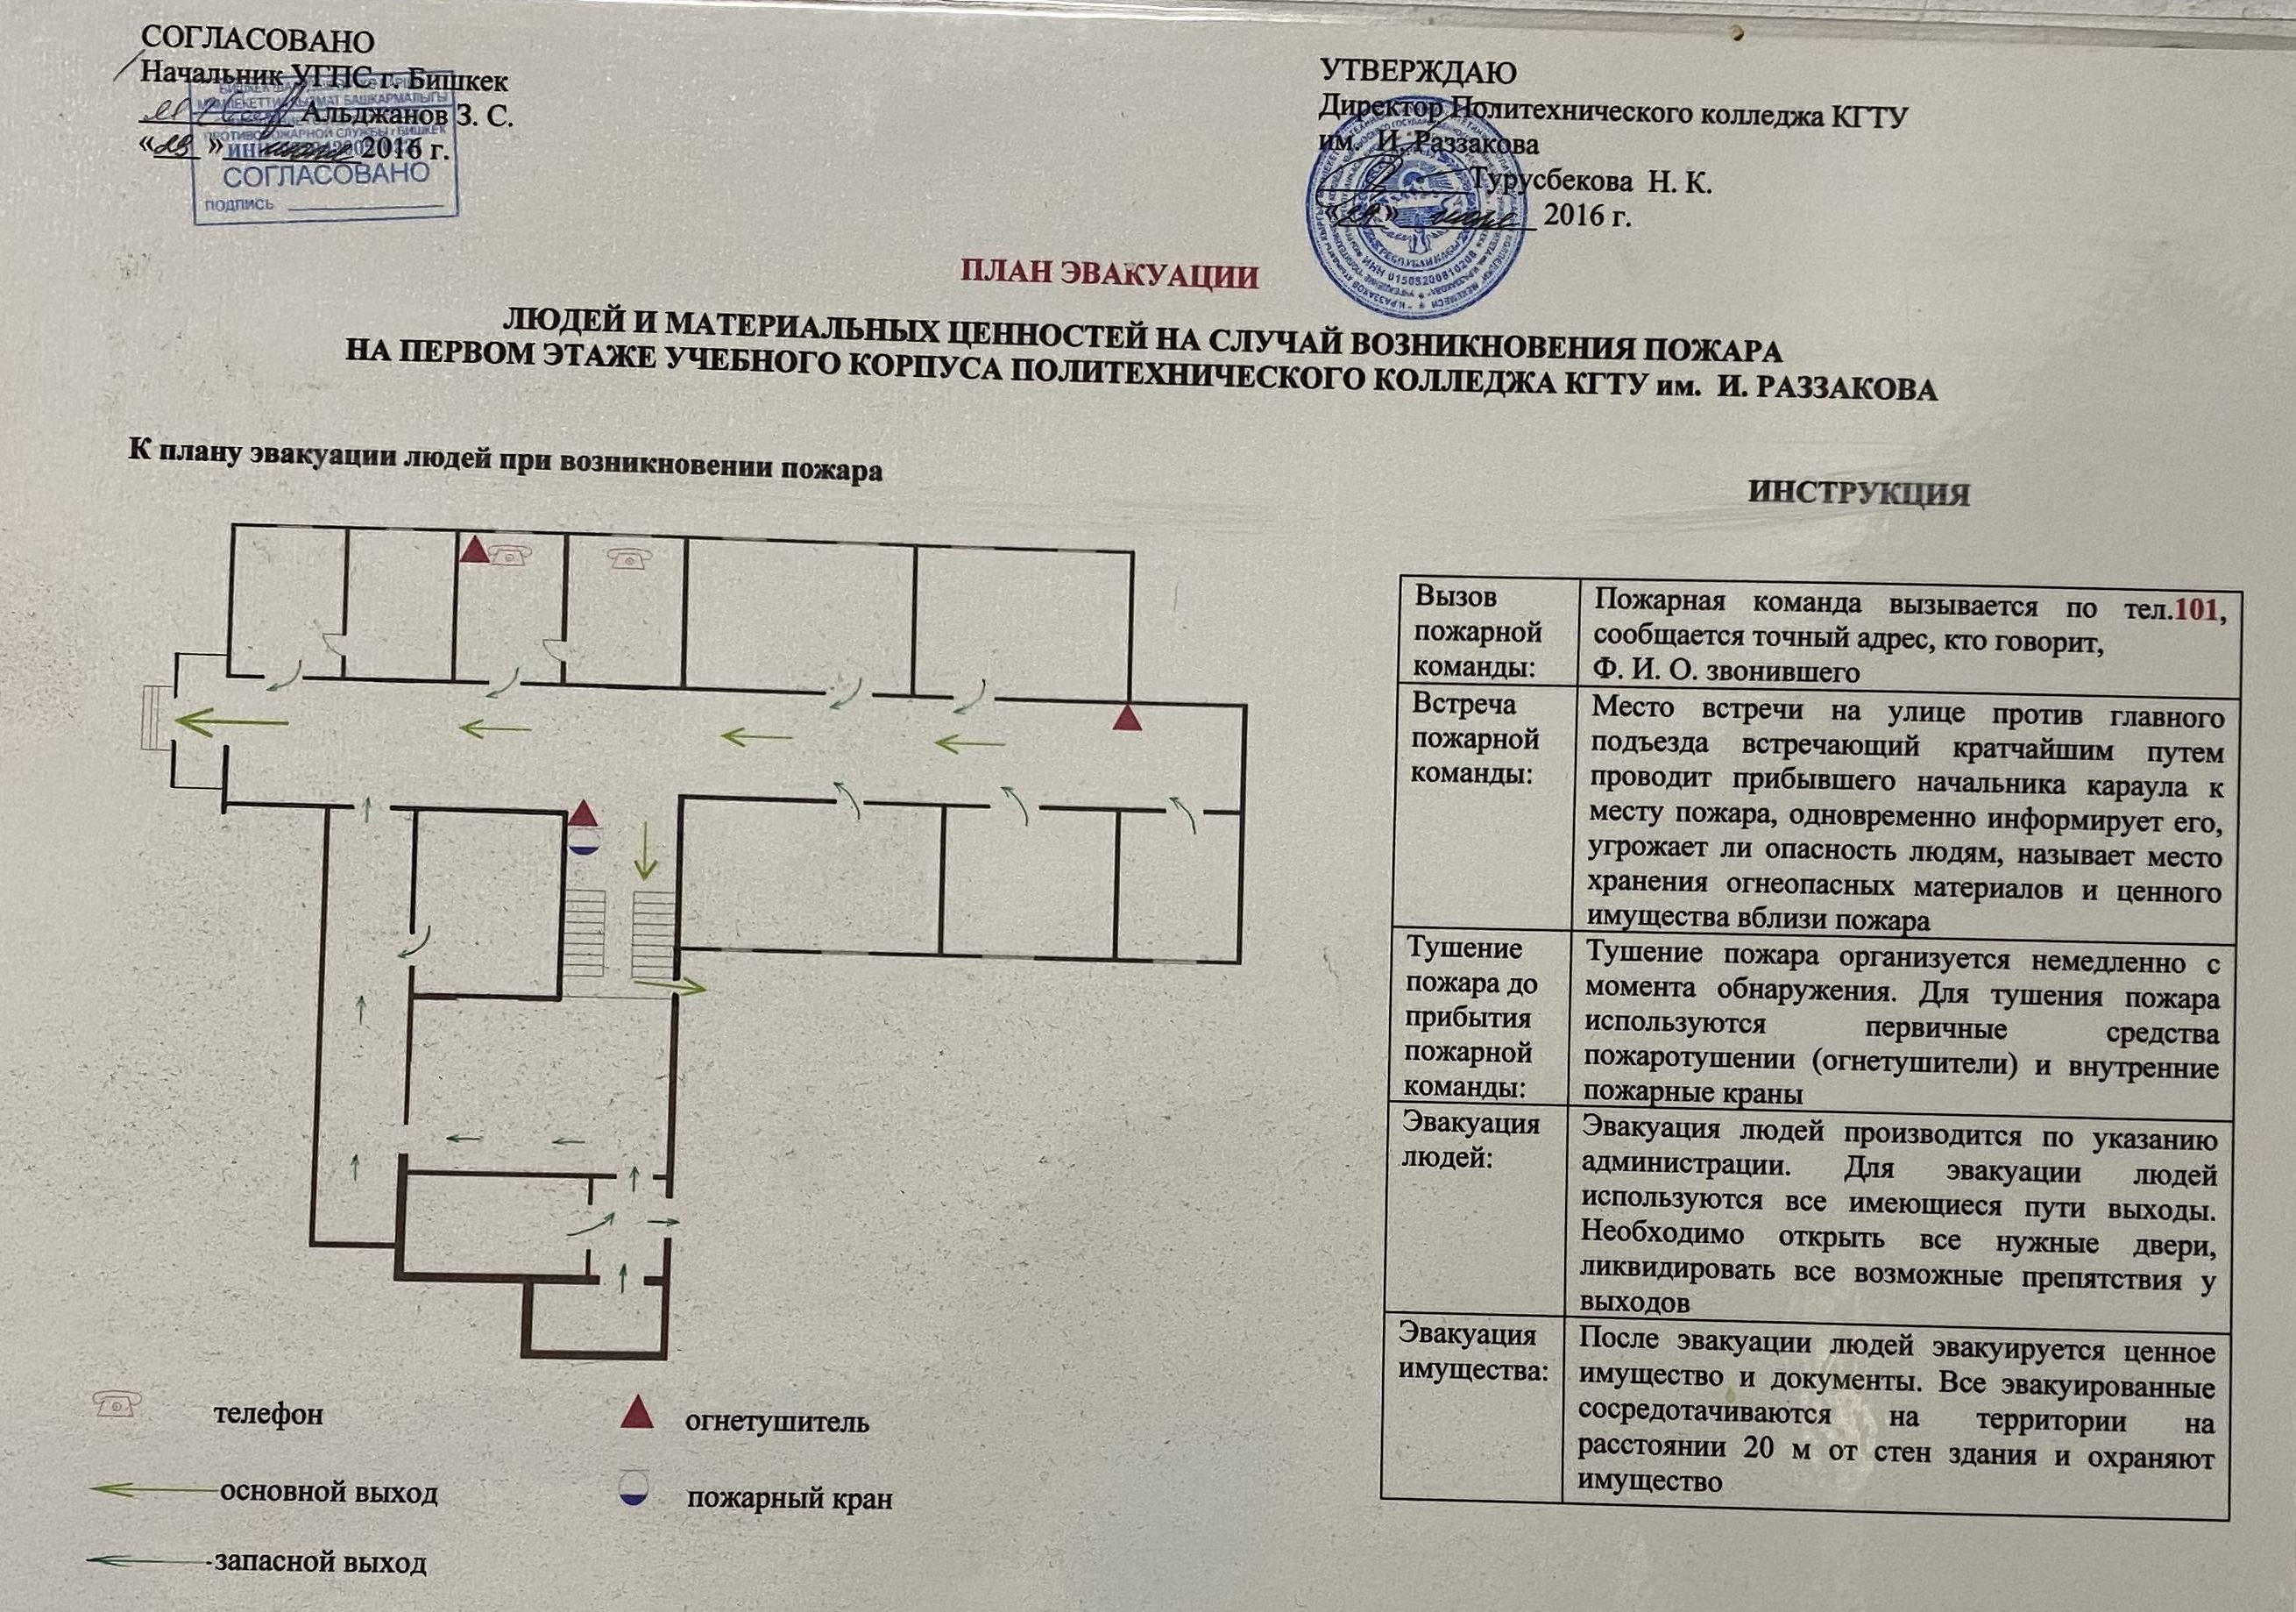 СОГЛАСОВАНО
Начальник УГПС г. Бишкек
Альджанов З. С.
«29» 2016 г.
СОГЛАСОВАНО
ПОДПИСЬ
УТВЕРЖДАЮ
Директор Политехнического колледжа КГТУ
им. И. Раззакова
Турусбекова Н. К.
«29» 2016 г.
ПЛАН ЭВАКУАЦИИ
ЛЮДЕЙ И МАТЕРИАЛЬНЫХ ЦЕННОСТЕЙ НА СЛУЧАЙ ВОЗНИКНОВЕНИЯ ПОЖАРА
НА ПЕРВОМ ЭТАЖЕ УЧЕБНОГО КОРПУСА ПОЛИТЕХНИЧЕСКОГО КОЛЛЕДЖА КГТУ им. И. РАЗЗАКОВА
К плану эвакуации людей при возникновении пожара
ИНСТРУКЦИЯ
Вызов
пожарной
команды:
Пожарная команда вызывается по тел.101,
сообщается точный адрес, кто говорит,
Ф. И. О. звонившего
Встреча
пожарной
команды:
Место встречи на улице против главного
подъезда встречающий кратчайшим путем
проводит прибывшего начальника караула к
месту пожара, одновременно информирует его,
угрожает ли опасность людям, называет место
хранения огнеопасных материалов и ценного
имущества вблизи пожара
Тушение
пожара до
прибытия
пожарной
команды:
Тушение пожара организуется немедленно с
момента обнаружения. Для тушения пожара
используются первичные средства
пожаротушении (огнетушители) и внутренние
пожарные краны
Эвакуация
людей:
Эвакуация людей производится по указанию
администрации. Для эвакуации людей
используются все имеющиеся пути выходы.
Необходимо открыть все нужные двери,
ликвидировать все возможные препятствия у
выходов
Эвакуация
имущества:
После эвакуации людей эвакуируется ценное
имущество и документы. Все эвакуированные
сосредотачиваются на территории на
расстоянии 20 м от стен здания и охраняют
имущество
телефон
огнетушитель
основной выход
пожарный кран
запасной выход